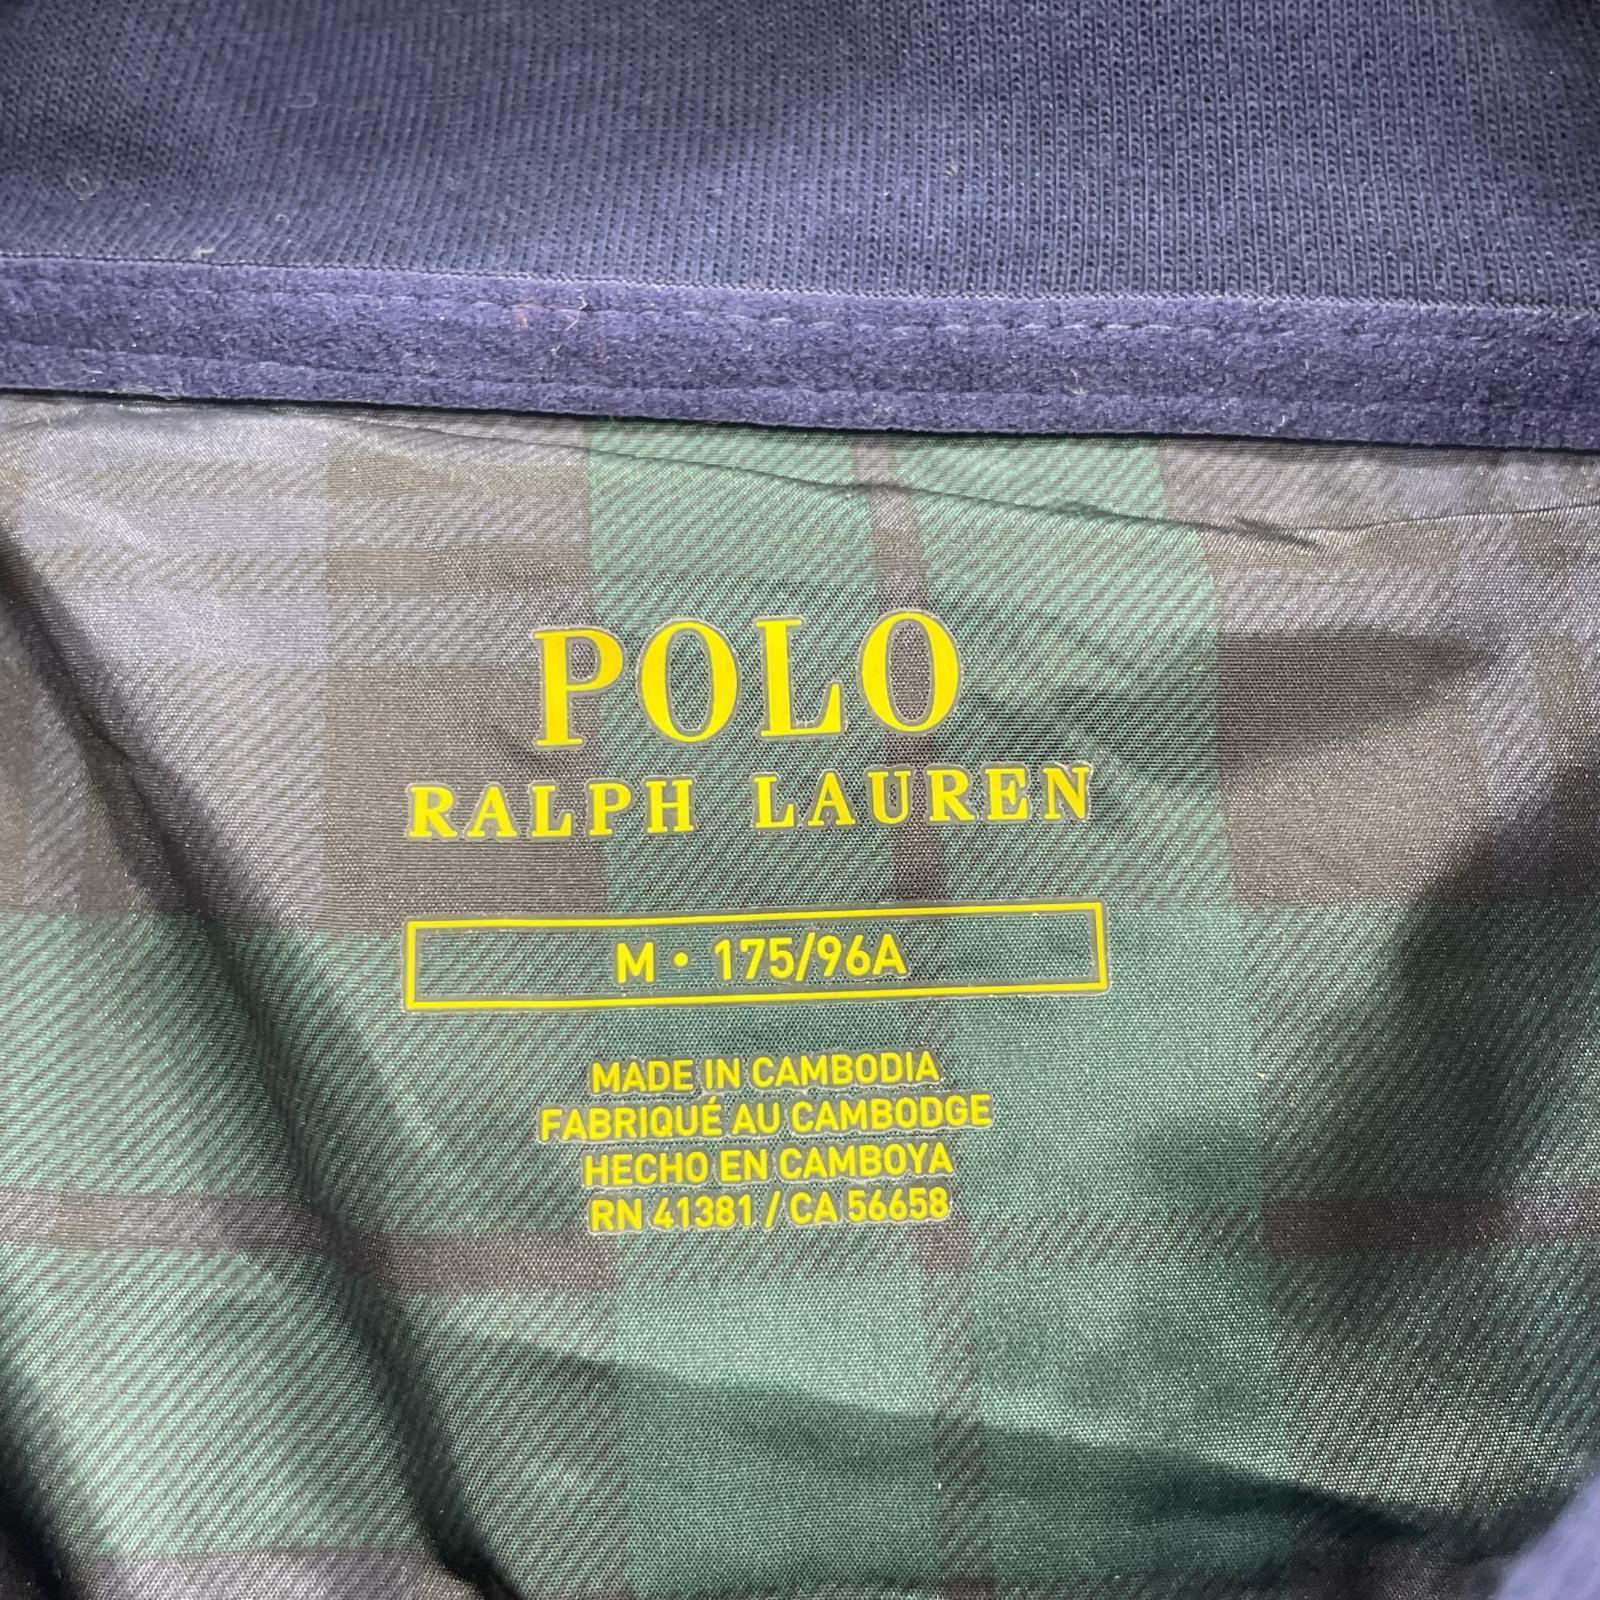 POLO
RALPH LAUREN
M • 175/96A
MADE IN CAMBODIA
FABRIQUÉ AU CAMBODGE
HECHO EN CAMBOYA
RN 41381 / CA 56658